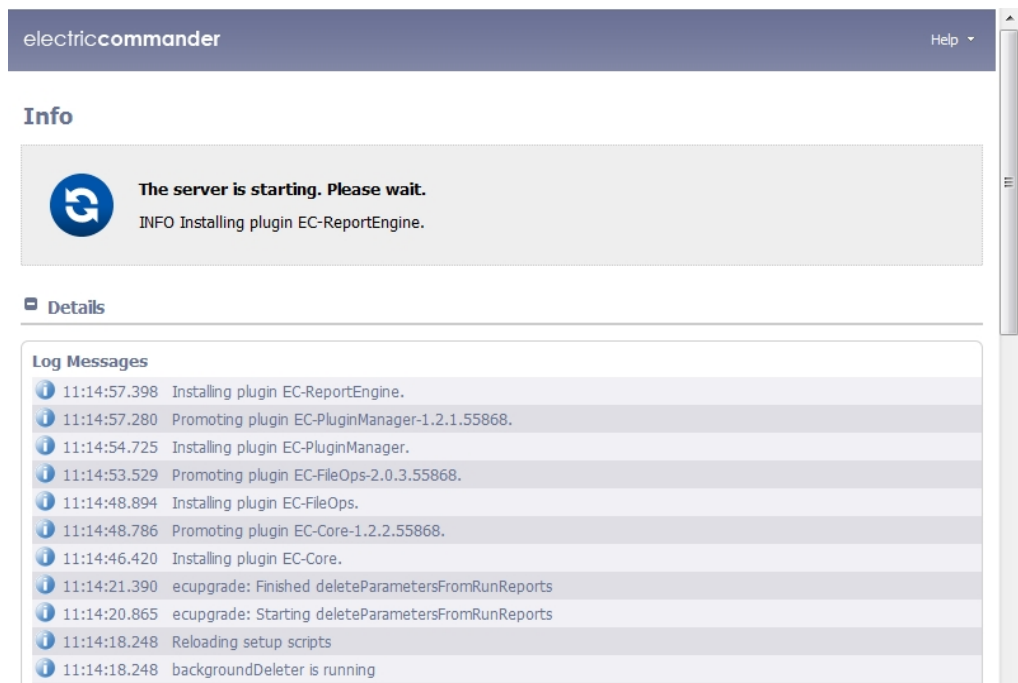 electriccommander
Help
Info
The server is starting. Please wait.
INFO Installing plugin EC-ReportEngine.
Details
Log Messages
11:14:57.398 Installing plugin EC-ReportEngine.
11:14:57.280 Promoting plugin EC-PluginManager-1.2.1.55868.
11:14:54.725 Installing plugin EC-PluginManager.
11:14:53.529 Promoting plugin EC-FileOps-2.0.3.55868.
11:14:48.894 Installing plugin EC-FileOps.
11:14:48.786 Promoting plugin EC-Core-1.2.2.55868.
11:14:46.420 Installing plugin EC-Core.
11:14:21.390 ecupgrade: Finished deleteParametersFromRunReports
11:14:20.865 ecupgrade: Starting deleteParametersFromRunReports
11:14:18.248 Reloading setup scripts
11:14:18.248 backgroundDeleter is running